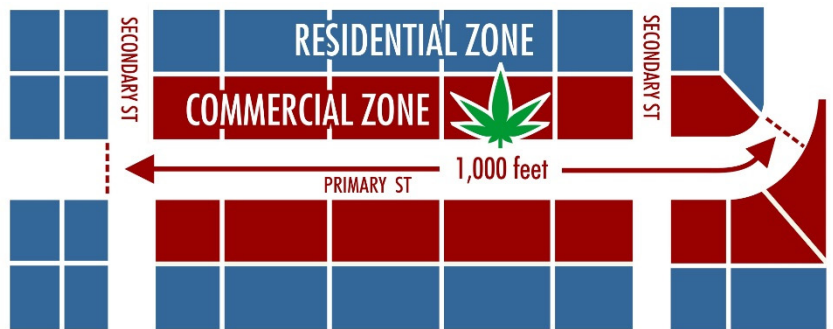 SECONDARY ST
RESIDENTIAL ZONE
SECONDARY ST
COMMERCIAL ZONE
1,000 feet
PRIMARY ST